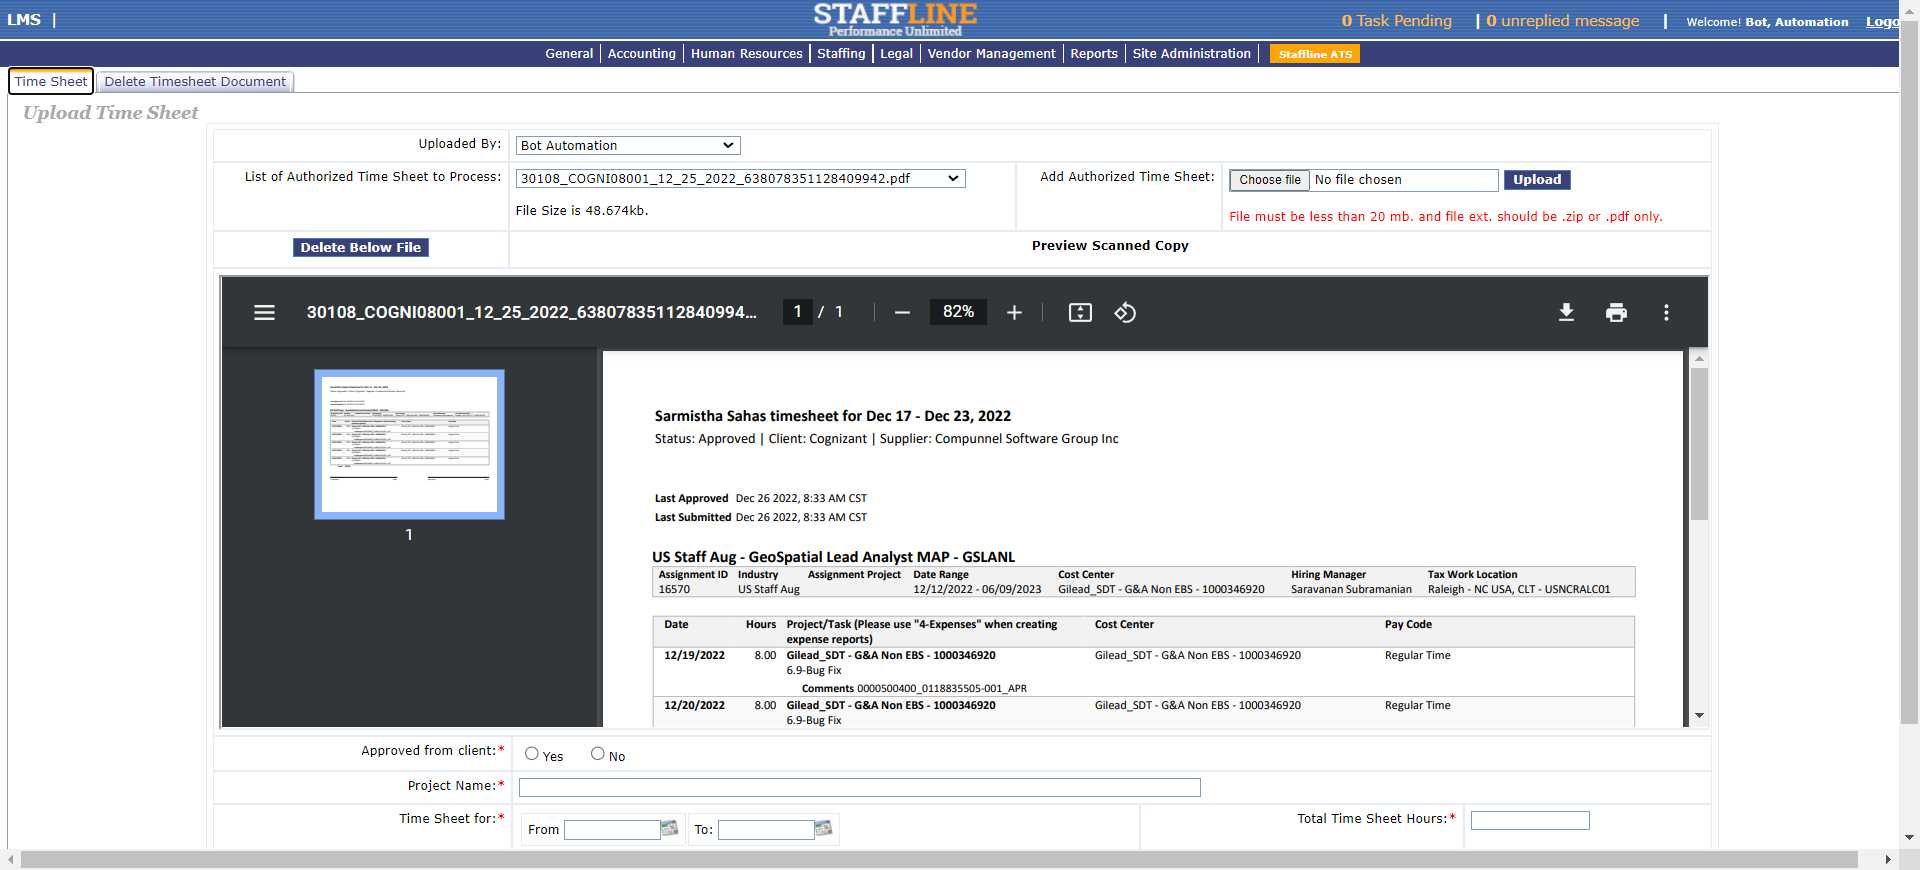 LMS |
STAFFLINE
Performance Unlimited
0 Task Pending | 0 unreplied message | Welcome! Bot, Automation Logo
General | Accounting | Human Resources | Staffing | Legal | Vendor Management | Reports | Site Administration | Staffline ATS
Time Sheet Delete Timesheet Document
Upload Time Sheet
Uploaded By: Bot Automation
List of Authorized Time Sheet to Process: 30108_COGNI08001_12_25_2022_638078351128409942.pdf Add Authorized Time Sheet: Choose file No file chosen Upload
File Size is 48.674kb. File must be less than 20 mb. and file ext. should be .zip or .pdf only.
Delete Below File Preview Scanned Copy
30108_COGNI08001_12_25_2022_63807835112840994... 1 / 1 82%
1
Sarmistha Sahas timesheet for Dec 17 - Dec 23, 2022
Status: Approved | Client: Cognizant | Supplier: Compunnel Software Group Inc
Last Approved Dec 26 2022, 8:33 AM CST
Last Submitted Dec 26 2022, 8:33 AM CST
US Staff Aug - GeoSpatial Lead Analyst MAP - GSLANL
Assignment ID Industry Assignment Project Date Range Cost Center Hiring Manager Tax Work Location
16570 US Staff Aug 12/12/2022 - 06/09/2023 Gilead_SDT - G&A Non EBS - 1000346920 Saravanan Subramanian Raleigh - NC USA, CLT - USNCRALC01
Date Hours Project/Task (Please use "4-Expenses" when creating Cost Center Pay Code
expense reports)
12/19/2022 8.00 Gilead_SDT - G&A Non EBS - 1000346920 Gilead_SDT - G&A Non EBS - 1000346920 Regular Time
6.9-Bug Fix
Comments 0000500400_0118835505-001_APR
12/20/2022 8.00 Gilead_SDT - G&A Non EBS - 1000346920 Gilead_SDT - G&A Non EBS - 1000346920 Regular Time
6.9-Bug Fix
Approved from client:* Yes No
Project Name:*
Time Sheet for:* From To: Total Time Sheet Hours:*